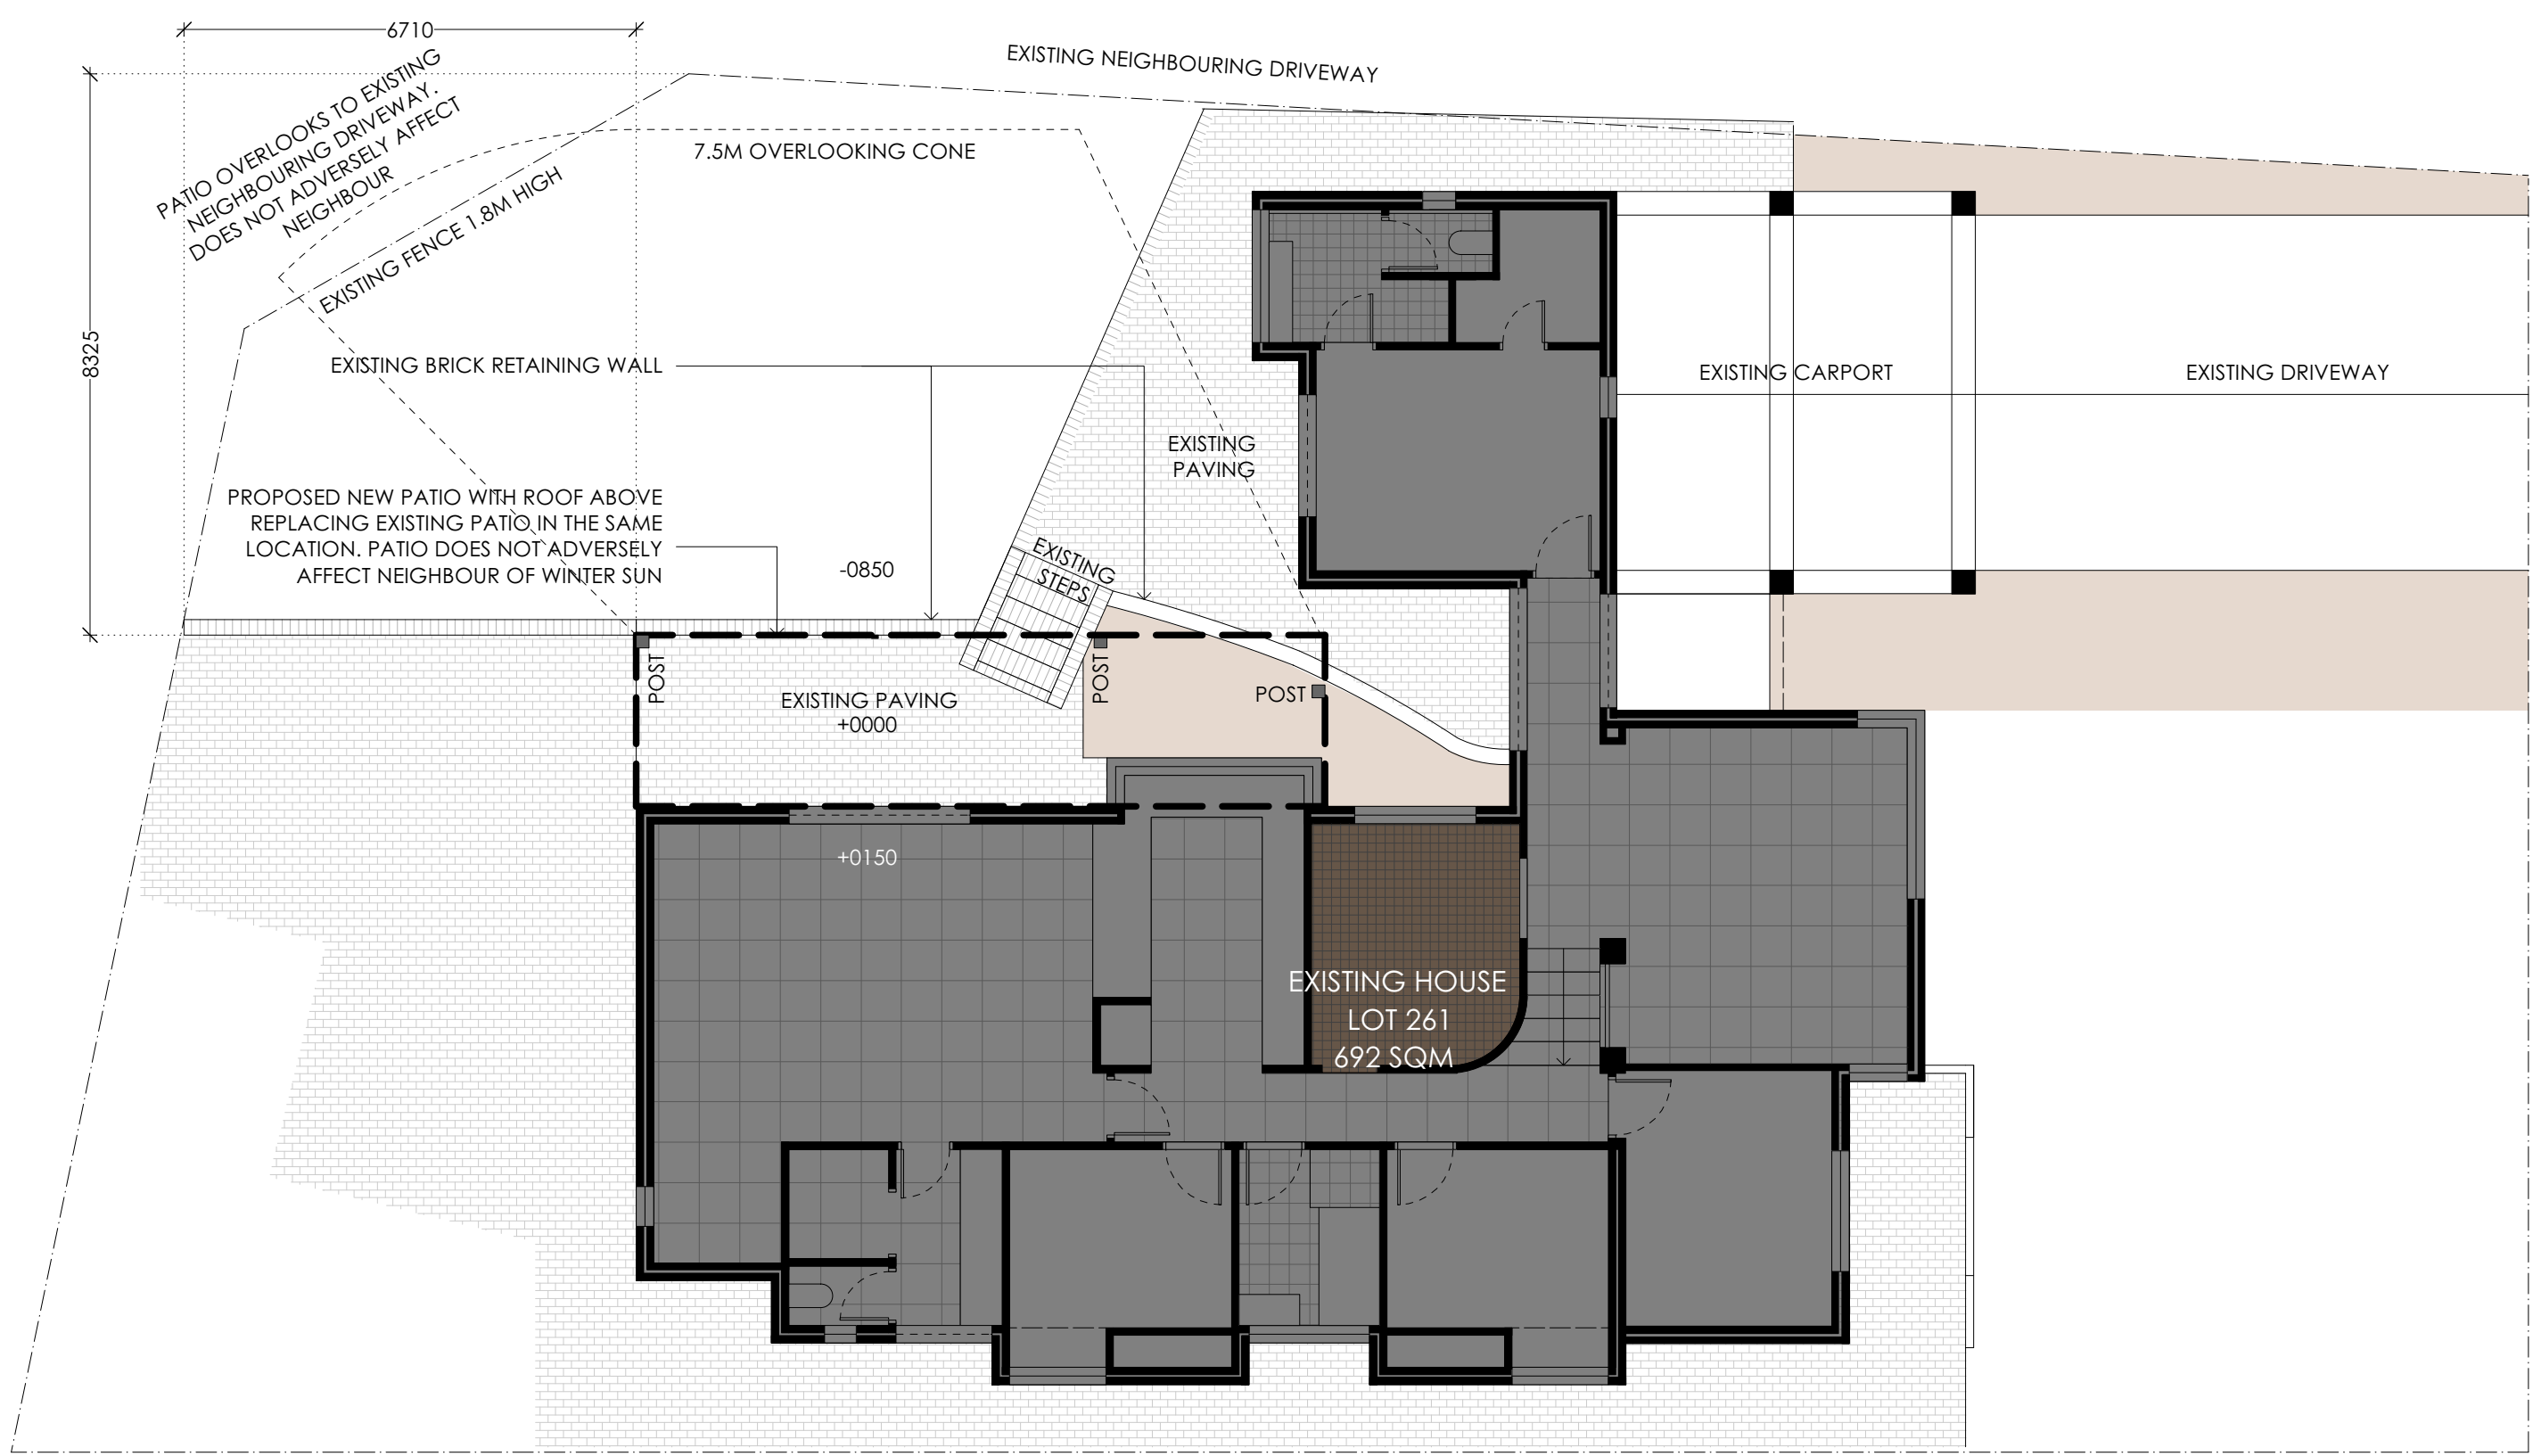 6710
EXISTING NEIGHBOURING DRIVEWAY
PATIO OVERLOOKS TO EXISTING
NEIGHBOURING DRIVEWAY.
DOES NOT ADVERSELY AFFECT
NEIGHBOUR
7.5M OVERLOOKING CONE
EXISTING FENCE 1.8M HIGH
8325
EXISTING BRICK RETAINING WALL
EXISTING CARPORT
EXISTING DRIVEWAY
EXISTING
PAVING
PROPOSED NEW PATIO WITH ROOF ABOVE
REPLACING EXISTING PATIO IN THE SAME
LOCATION. PATIO DOES NOT ADVERSELY
AFFECT NEIGHBOUR OF WINTER SUN
-0850
EXISTING
STEPS
POST
POST
POST
EXISTING PAVING
+0000
+0150
EXISTING HOUSE
LOT 261
692 SQM